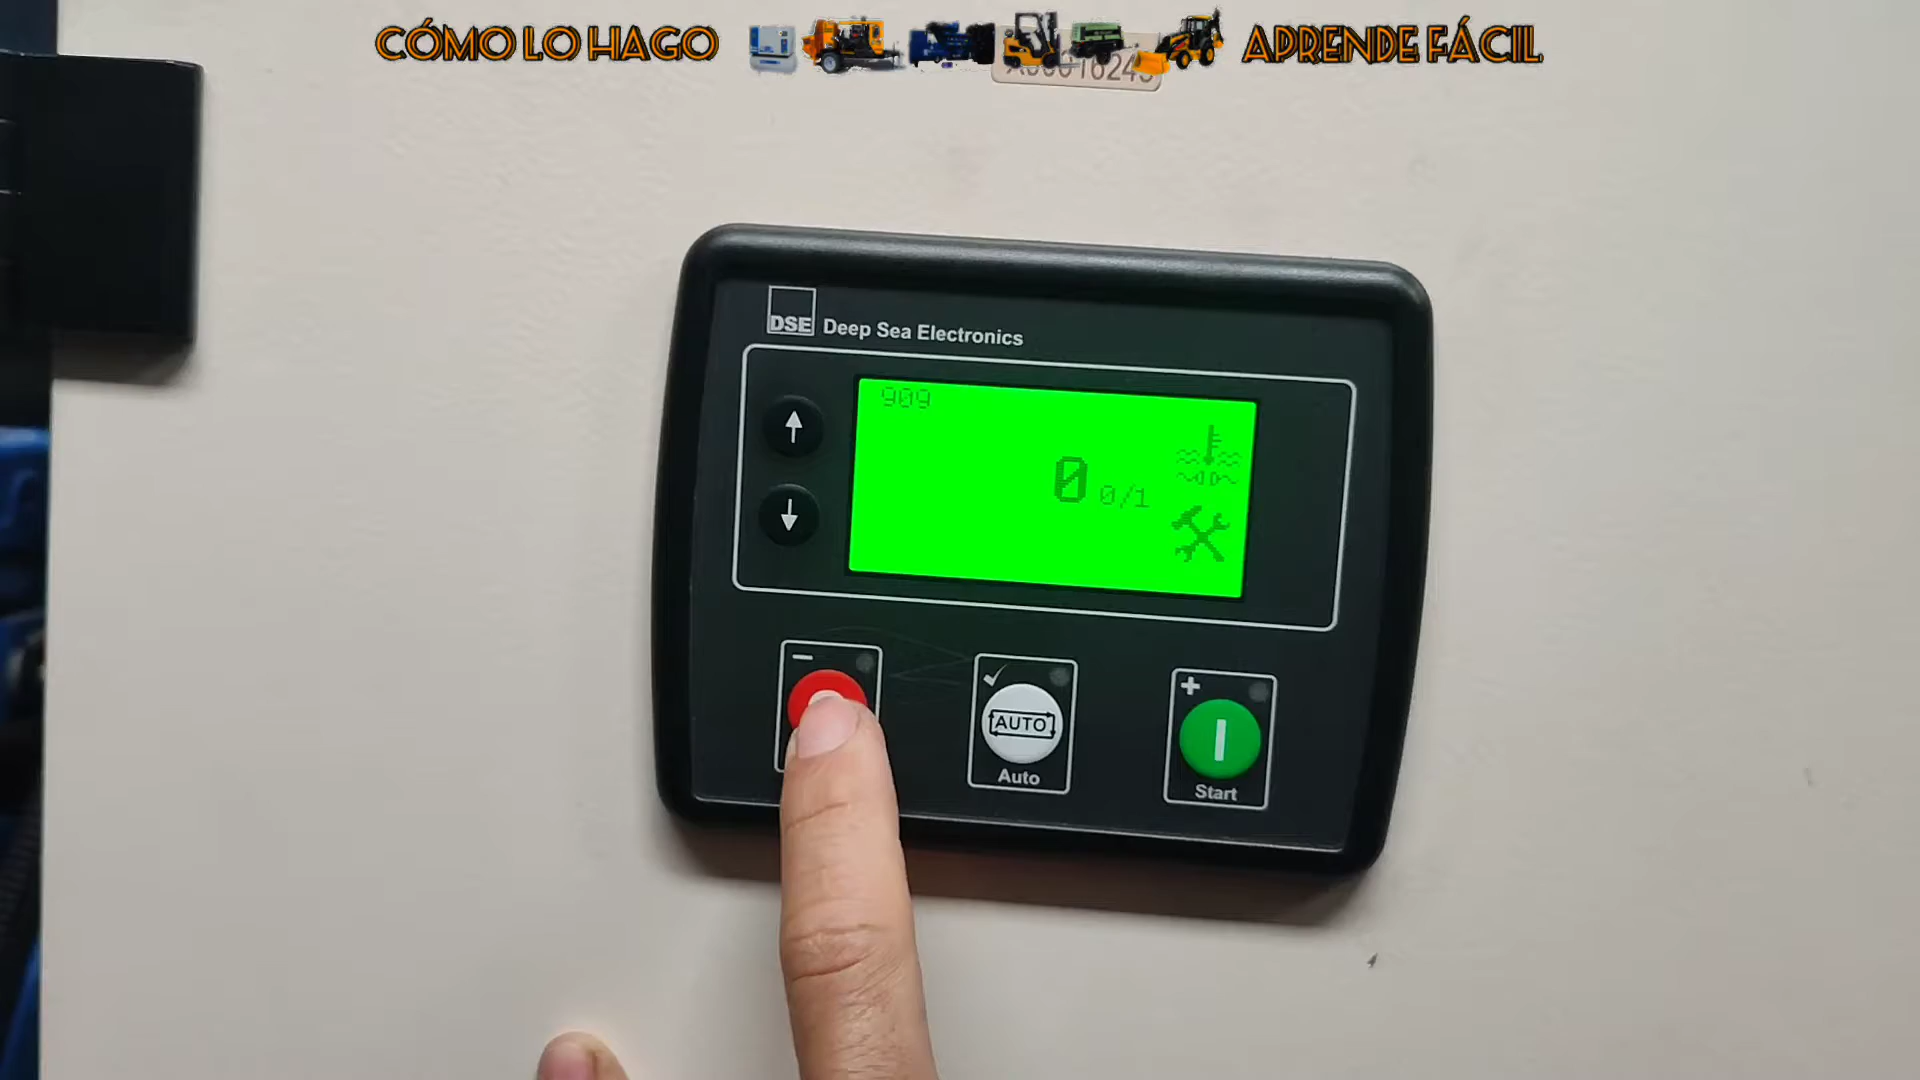 CÓMO LO HAGO
APRENDE FÁCIL
DSE Deep Sea Electronics
909
0 0/1
AUTO
Auto
Start